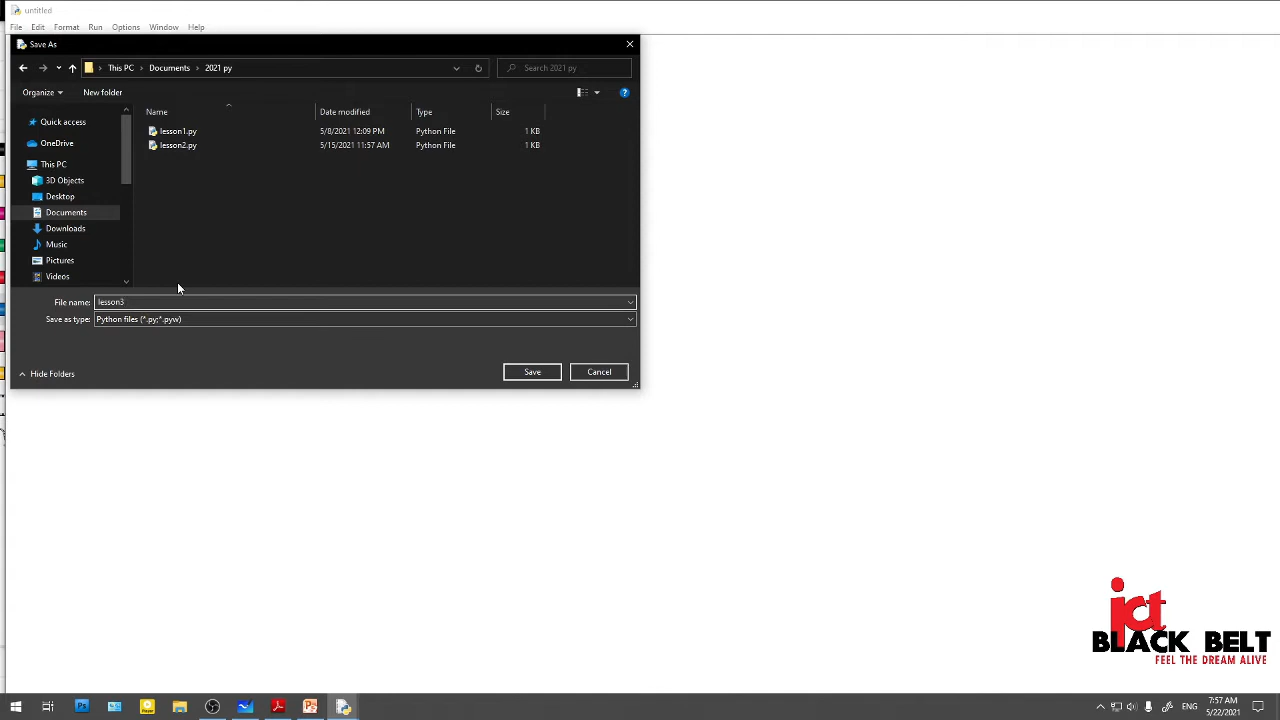 untitled
File Edit Format Run Options Window Help
Save As
This PC › Documents › 2021 py
Search 2021 py
Organize New folder
Name Date modified Type Size
Quick access
OneDrive
This PC
3D Objects
Desktop
Documents
Downloads
Music
Pictures
Videos
lesson1.py 5/8/2021 12:09 PM Python File 1 KB
lesson2.py 5/15/2021 11:57 AM Python File 1 KB
File name: lesson3
Save as type: Python files (*.py;*.pyw)
Hide Folders
Save Cancel
ict
BLACK BELT
FEEL THE DREAM ALIVE
ENG
7:57 AM
5/22/2021